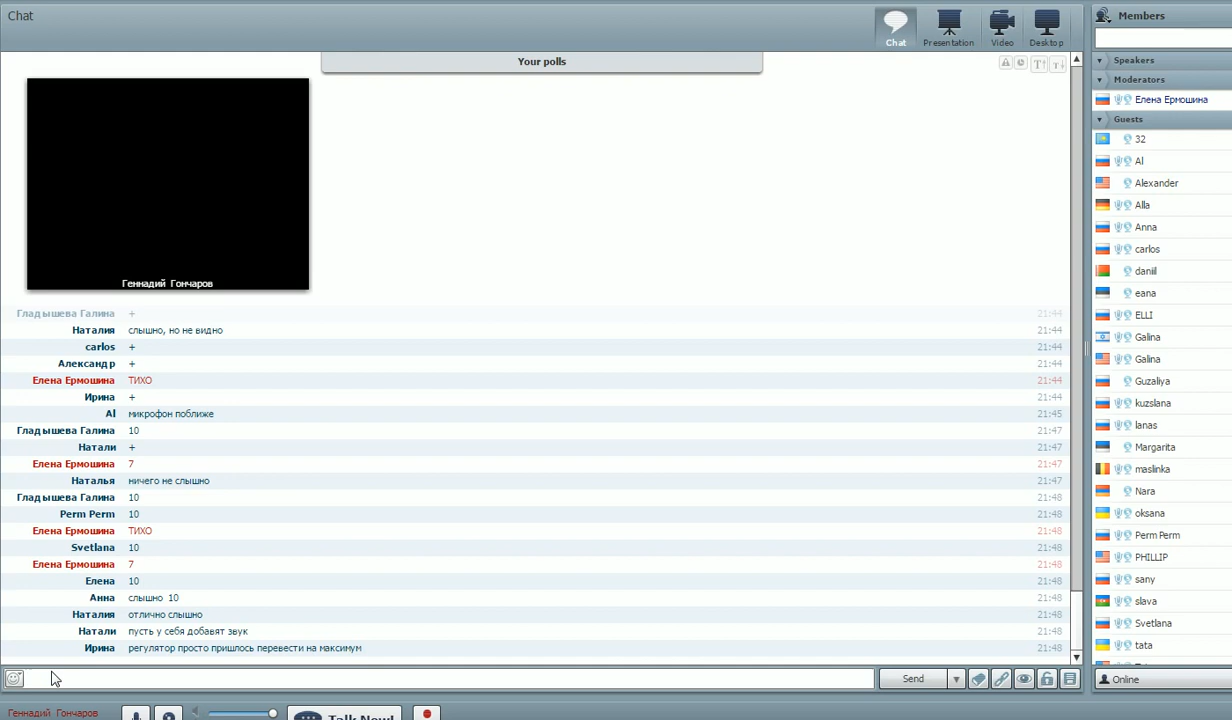 Chat
Chat
Presentation
Video
Desktop
Your polls
Геннадий Гончаров
Гладышева Галина + 21:44
Наталия слышно, но не видно 21:44
carlos + 21:44
Александр + 21:44
Елена Ермошина ТИХО 21:44
Ирина + 21:44
Al микрофон поближе 21:45
Гладышева Галина 10 21:47
Натали + 21:47
Елена Ермошина 7 21:47
Наталья ничего не слышно 21:47
Гладышева Галина 10 21:48
Perm Perm 10 21:48
Елена Ермошина ТИХО 21:48
Svetlana 10 21:48
Елена Ермошина 7 21:48
Елена 10 21:48
Анна слышно 10 21:48
Наталия отлично слышно 21:48
Натали пусть у себя добавят звук 21:48
Ирина регулятор просто пришлось перевести на максимум 21:48
Send
Геннадий Гончаров
Talk Now!
Members
Speakers
Moderators
Елена Ермошина
Guests
32
Al
Alexander
Alla
Anna
carlos
daniil
eana
ELLI
Galina
Galina
Guzaliya
kuzslana
lanas
Margarita
maslinka
Nara
oksana
Perm Perm
PHILLIP
sany
slava
Svetlana
tata
Online